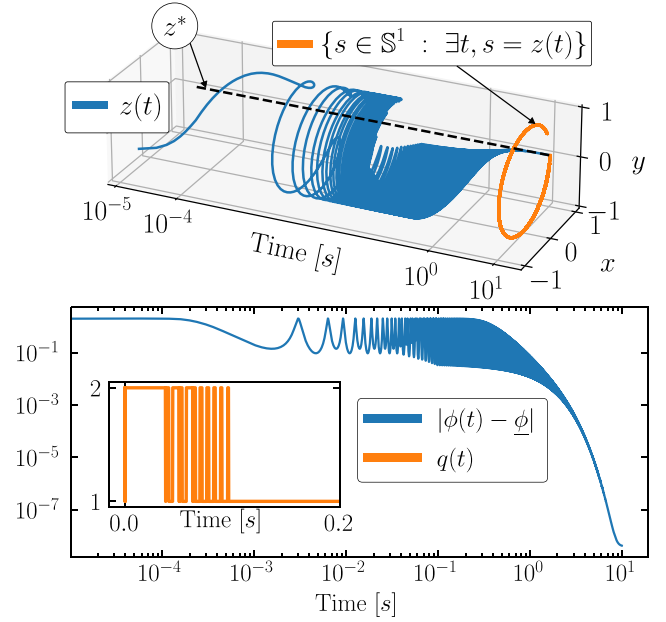 z*
{s ∈ 𝕊¹ : ∃t, s = z(t)}
z(t)
1
0
y
−1
10⁻⁵
10⁻⁴
Time [s]
10⁰
10¹
−1
0
1
x
10⁻¹
10⁻³
10⁻⁵
10⁻⁷
2
1
0.0
Time [s]
0.2
|ϕ(t) − <u>ϕ</u>|
q(t)
10⁻⁴
10⁻³
10⁻²
10⁻¹
10⁰
10¹
Time [s]